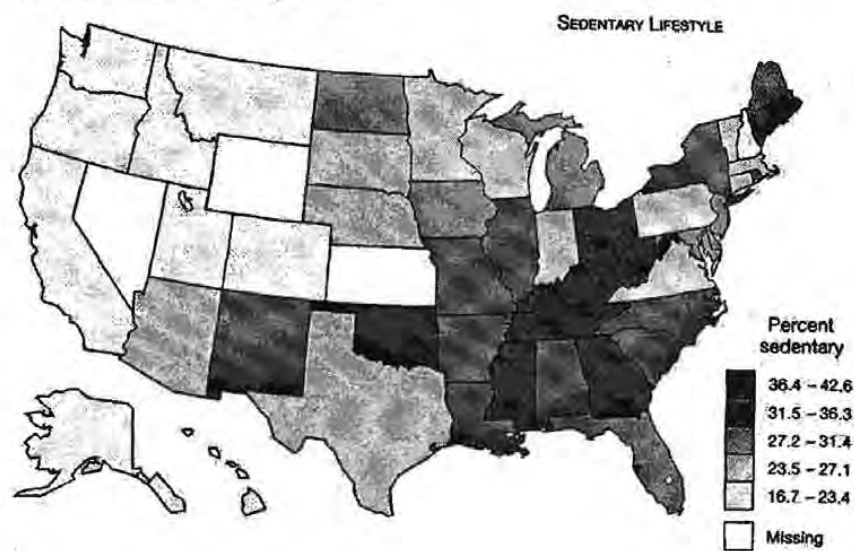 SEDENTARY LIFESTYLE
Percent
sedentary
36.4 – 42.6
31.5 – 36.3
27.2 – 31.4
23.5 – 27.1
16.7 – 23.4
Missing